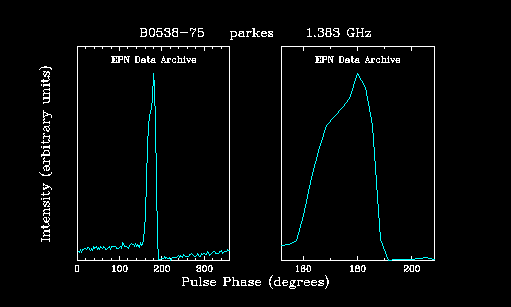 B0538-75 parkes 1.383 GHz
EPN Data Archive EPN Data Archive
Intensity (arbitrary units)
0 100 200 300 160 180 200
Pulse Phase (degrees)